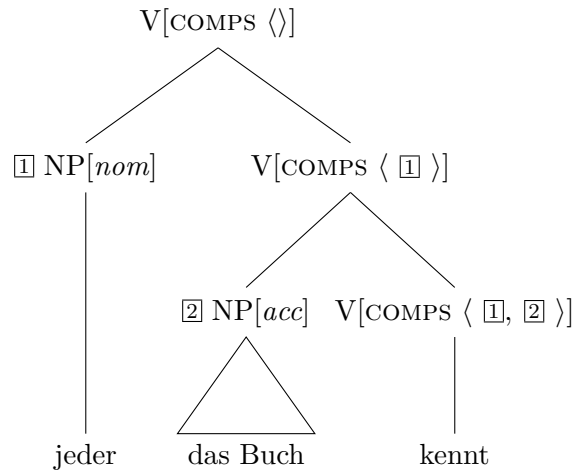 V[COMPS ⟨⟩]
1 NP[nom] V[COMPS ⟨ 1 ⟩]
2 NP[acc] V[COMPS ⟨ 1, 2 ⟩]
jeder das Buch kennt